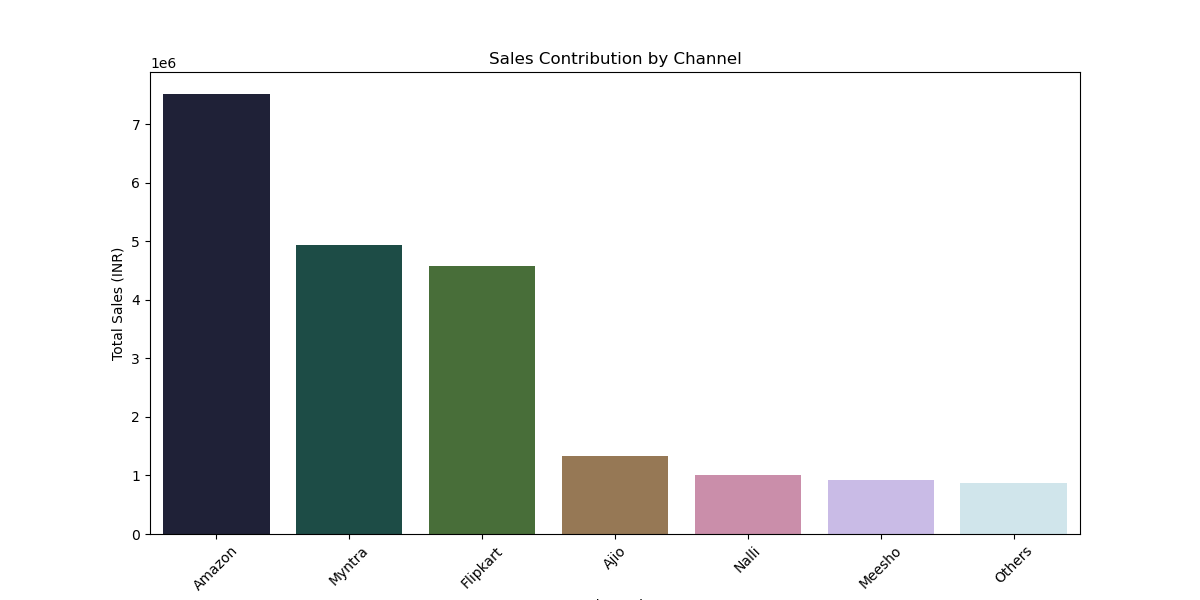 Sales Contribution by Channel
1e6
Total Sales (INR)
7
6
5
4
3
2
1
0
Amazon
Myntra
Flipkart
Ajio
Nalli
Meesho
Others